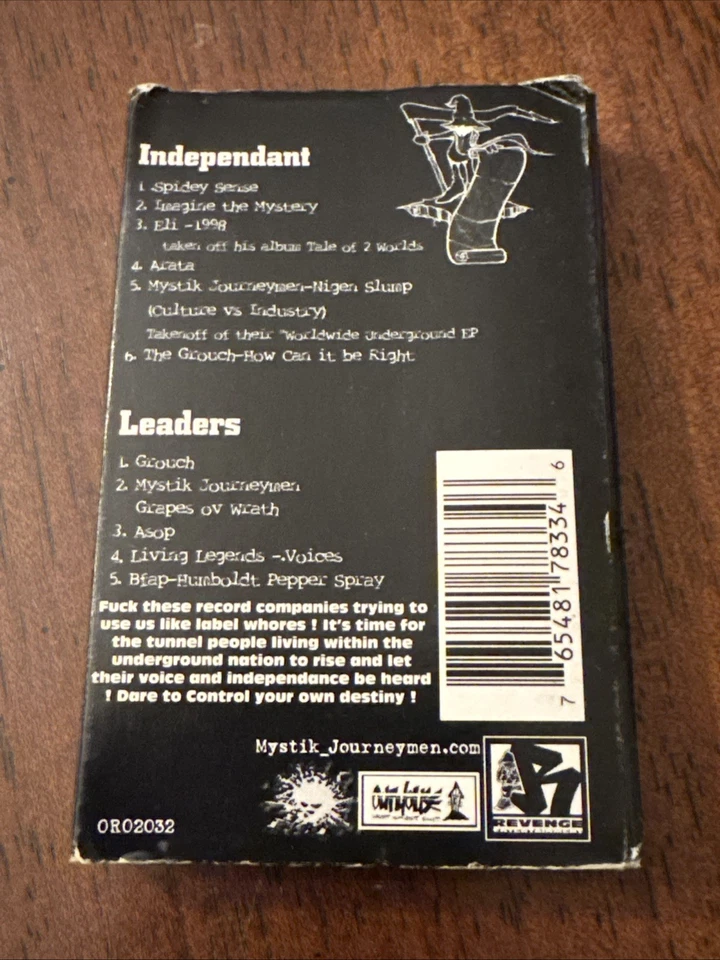 Independant
1. Spidey Sense
2. Imagine the Mystery
3. Eli -1998
taken off his album Tale of 2 Worlds
4. Arata
5. Mystik Journeymen-Nigen Slump
(Culture vs Industry)
Takenoff of their "Worldwide Underground EP
6. The Grouch-How Can it be Right
Leaders
1. Grouch
2. Mystik Journeymen
Grapes ov Wrath
3. Asop
4. Living Legends -.Voices
5. Bfap-Humboldt Pepper Spray
Fuck these record companies trying to
use us like label whores ! It's time for
the tunnel people living within the
underground nation to rise and let
their voice and independance be heard
! Dare to Control your own destiny !
7 65481 78334 6
Mystik_Journeymen.com
OUTHOUSE
REVENGE
OR02032